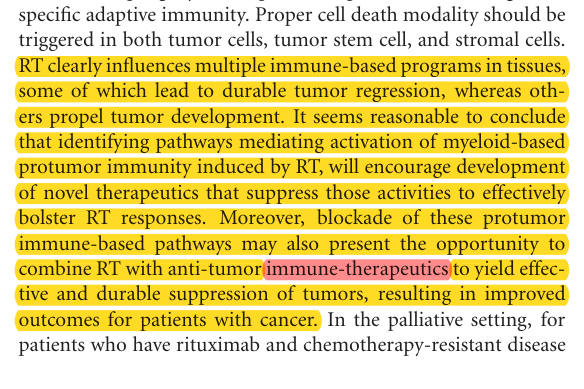 specific adaptive immunity. Proper cell death modality should be
triggered in both tumor cells, tumor stem cell, and stromal cells.
RT clearly influences multiple immune-based programs in tissues,
some of which lead to durable tumor regression, whereas oth-
ers propel tumor development. It seems reasonable to conclude
that identifying pathways mediating activation of myeloid-based
protumor immunity induced by RT, will encourage development
of novel therapeutics that suppress those activities to effectively
bolster RT responses. Moreover, blockade of these protumor
immune-based pathways may also present the opportunity to
combine RT with anti-tumor immune-therapeutics to yield effec-
tive and durable suppression of tumors, resulting in improved
outcomes for patients with cancer. In the palliative setting, for
patients who have rituximab and chemotherapy-resistant disease